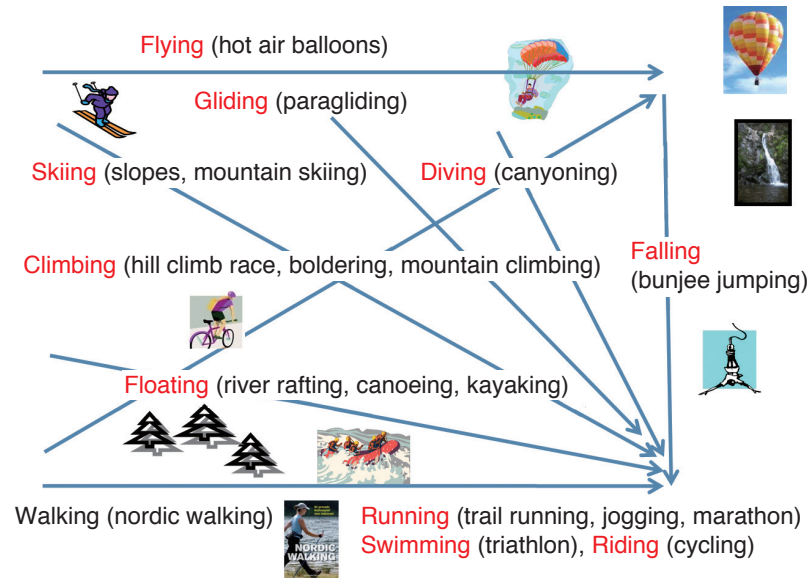 Flying (hot air balloons)
Gliding (paragliding)
Skiing (slopes, mountain skiing)
Diving (canyoning)
Climbing (hill climb race, boldering, mountain climbing)
Falling
(bunjee jumping)
Floating (river rafting, canoeing, kayaking)
Walking (nordic walking)
NORDIC
WALKING
Running (trail running, jogging, marathon)
Swimming (triathlon), Riding (cycling)